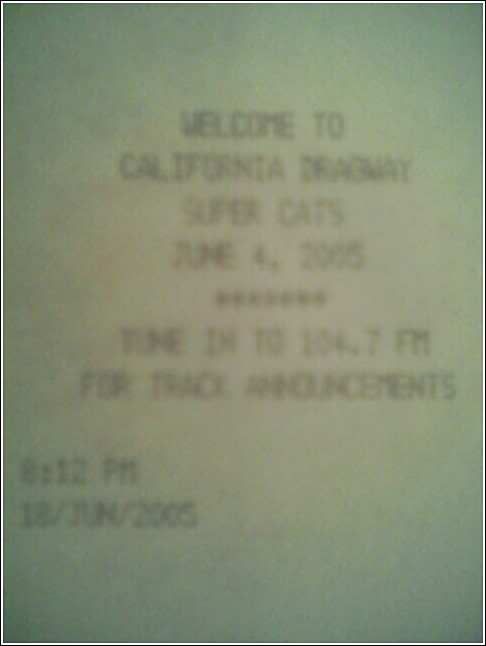 WELCOME TO
CALIFORNIA DRAGWAY
SUPER CATS
JUNE 4, 2005
*******
TUNE IN TO 104.7 FM
FOR TRACK ANNOUNCEMENTS
8:12 PM
18/JUN/2005